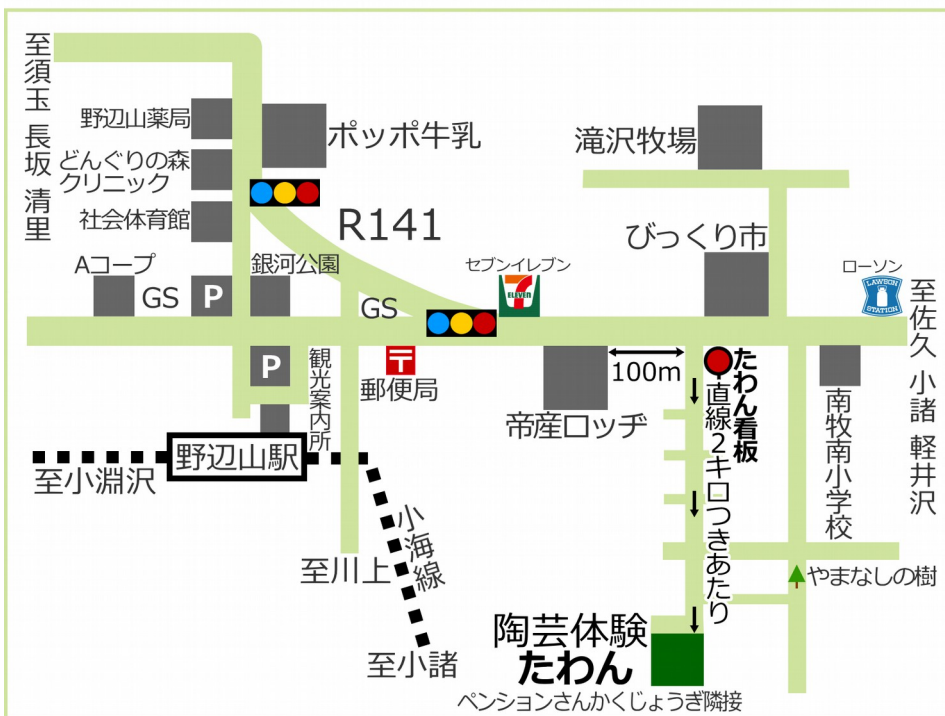 至須玉 長坂 清里
野辺山薬局
ポッポ牛乳
どんぐりの森
クリニック
社会体育館
R141
滝沢牧場
びっくり市
Aコープ
GS
P
銀河公園
GS
セブンイレブン
7
ELEVEN
ローソン
LAWSON
STATION
至佐久 小諸 軽井沢
P
観光案内所
〒
郵便局
帝産ロッヂ
100m
たわん看板
直線2キロつきあたり
南牧南小学校
野辺山駅
至小淵沢
小海線
至川上
至小諸
やまなしの樹
陶芸体験
たわん
ペンションさんかくじょうぎ隣接